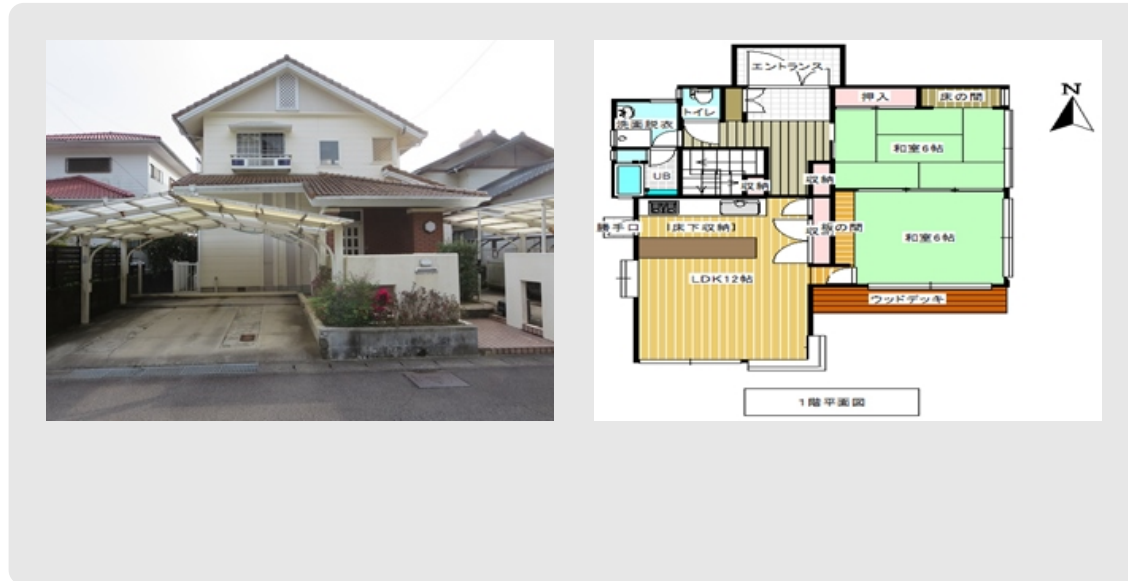 エントランス
N
押入
床の間
トイレ
洗面脱衣
和室6帖
UB
収納
収納
勝手口
【床下収納】
収納
板の間
和室6帖
LDK12帖
ウッドデッキ
1階平面図